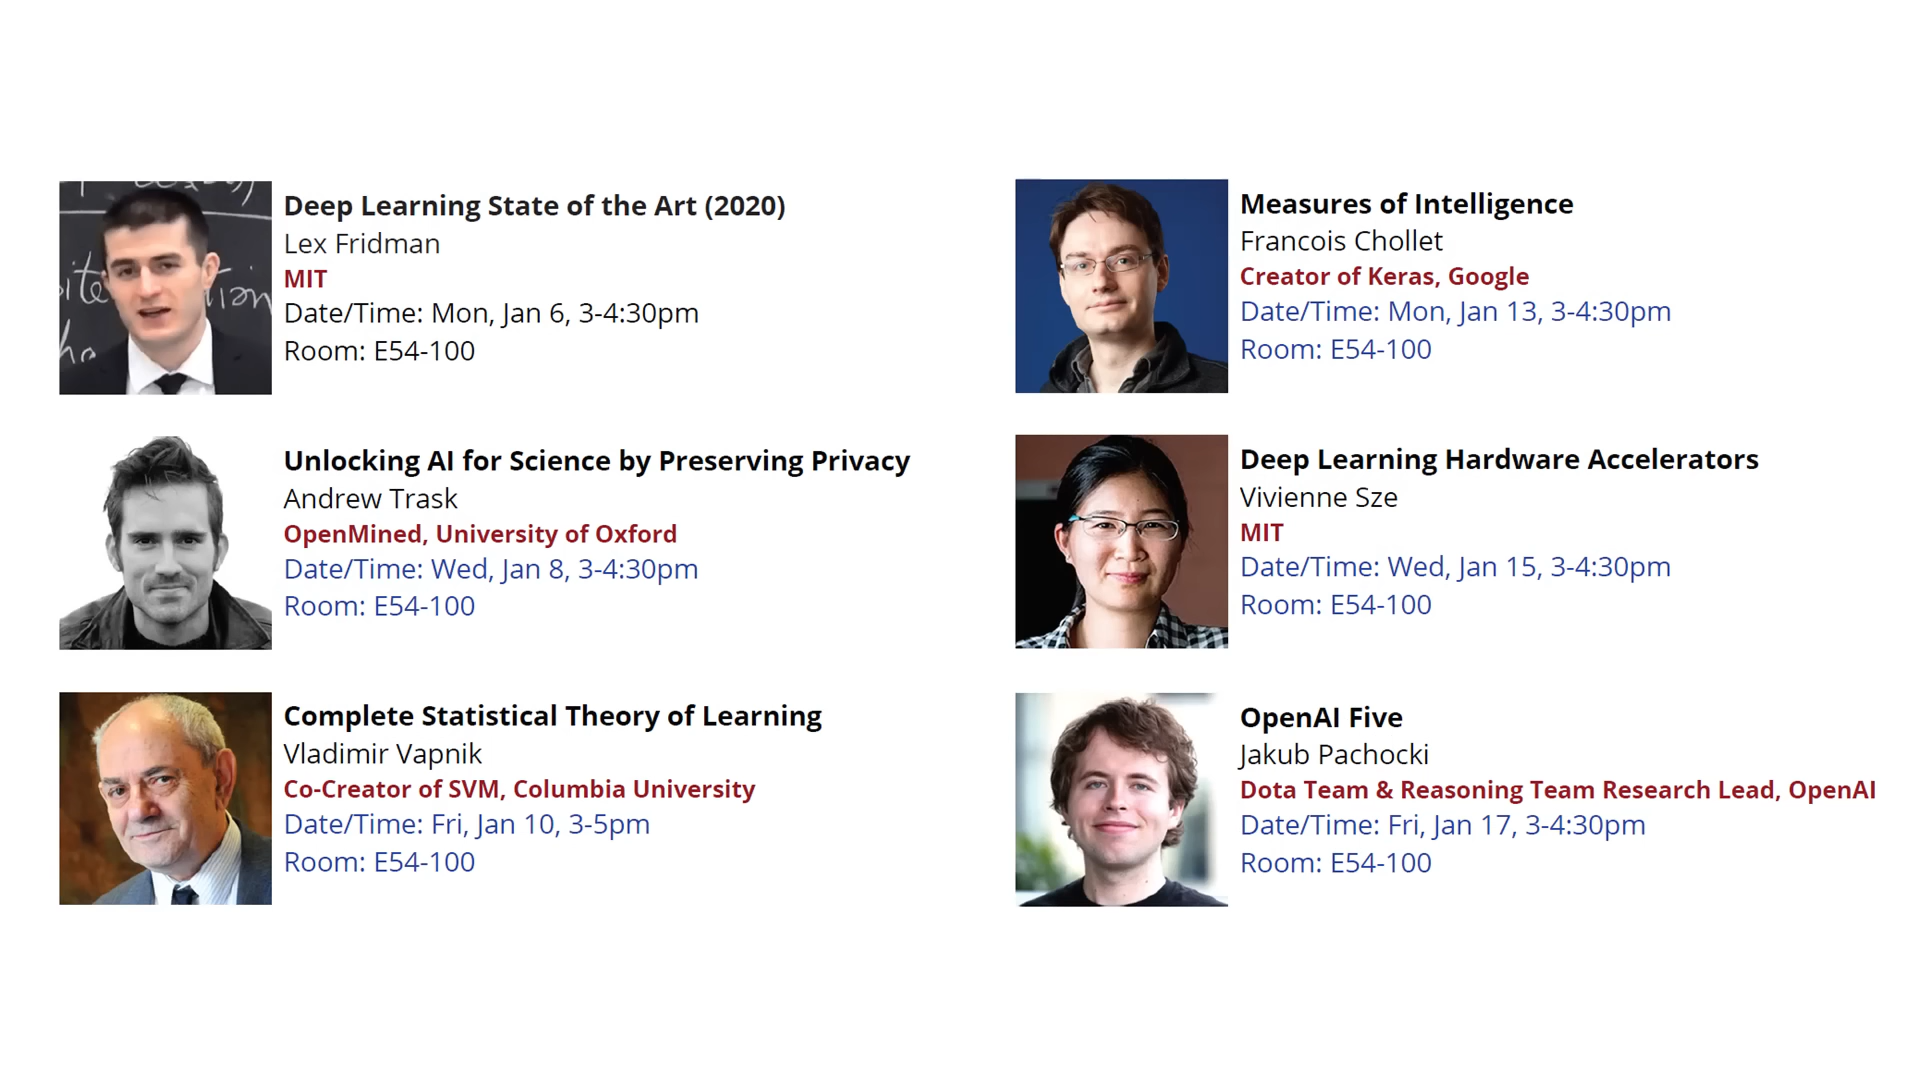 Deep Learning State of the Art (2020)
Lex Fridman
MIT
Date/Time: Mon, Jan 6, 3-4:30pm
Room: E54-100
Unlocking AI for Science by Preserving Privacy
Andrew Trask
OpenMined, University of Oxford
Date/Time: Wed, Jan 8, 3-4:30pm
Room: E54-100
Complete Statistical Theory of Learning
Vladimir Vapnik
Co-Creator of SVM, Columbia University
Date/Time: Fri, Jan 10, 3-5pm
Room: E54-100
Measures of Intelligence
Francois Chollet
Creator of Keras, Google
Date/Time: Mon, Jan 13, 3-4:30pm
Room: E54-100
Deep Learning Hardware Accelerators
Vivienne Sze
MIT
Date/Time: Wed, Jan 15, 3-4:30pm
Room: E54-100
OpenAI Five
Jakub Pachocki
Dota Team & Reasoning Team Research Lead, OpenAI
Date/Time: Fri, Jan 17, 3-4:30pm
Room: E54-100